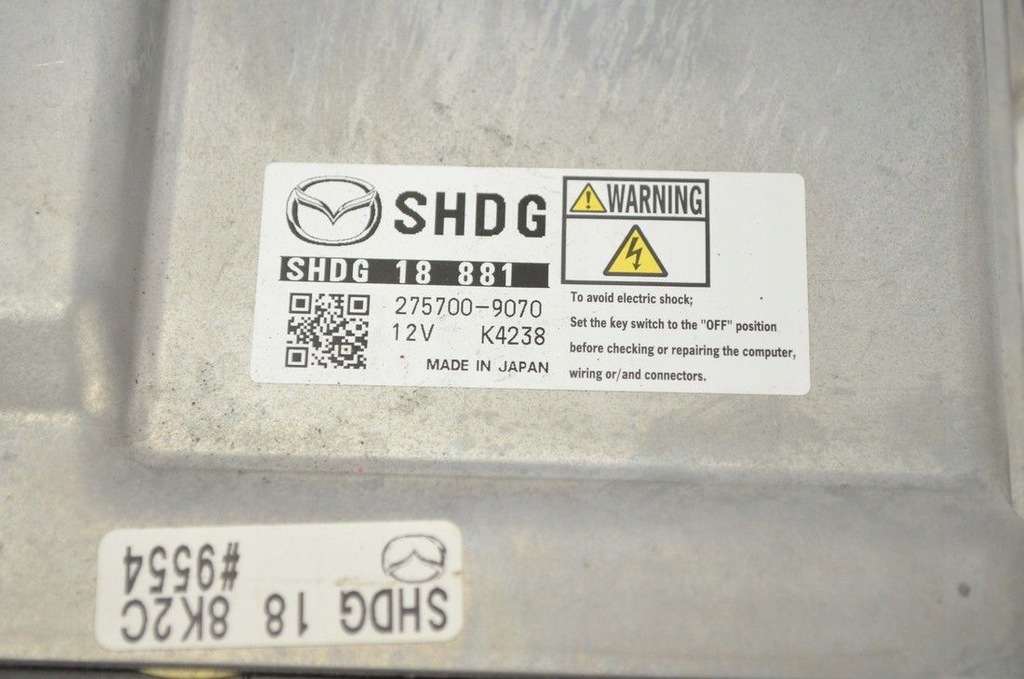 SHDG
SHDG 18 881
275700-9070
12V K4238
MADE IN JAPAN
WARNING
To avoid electric shock;
Set the key switch to the "OFF" position
before checking or repairing the computer,
wiring or/and connectors.
SHDG 18 8K2C
#9554